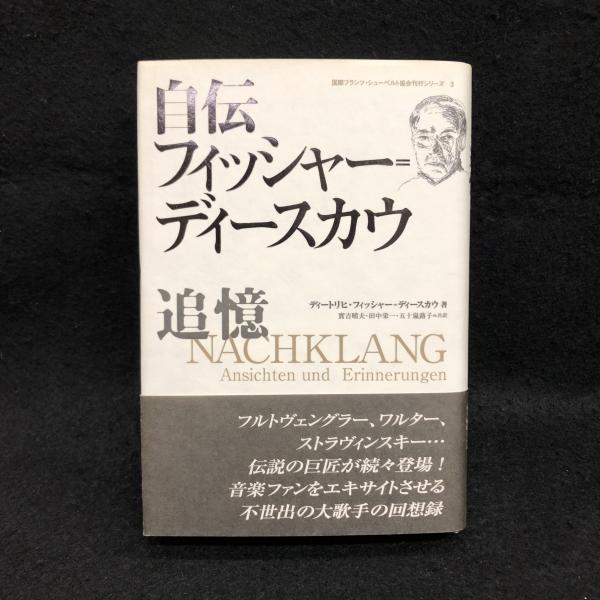 国際フランツ・シューベルト協会刊行シリーズ 3
自伝
フィッシャー=
ディースカウ
追憶
ディートリヒ・フィッシャー=ディースカウ 著
實吉晴夫・田中栄一・五十嵐蕗子=共訳
NACHKLANG
Ansichten und Erinnerungen
フルトヴェングラー、ワルター、
ストラヴィンスキー…
伝説の巨匠が続々登場!
音楽ファンをエキサイトさせる
不世出の大歌手の回想録